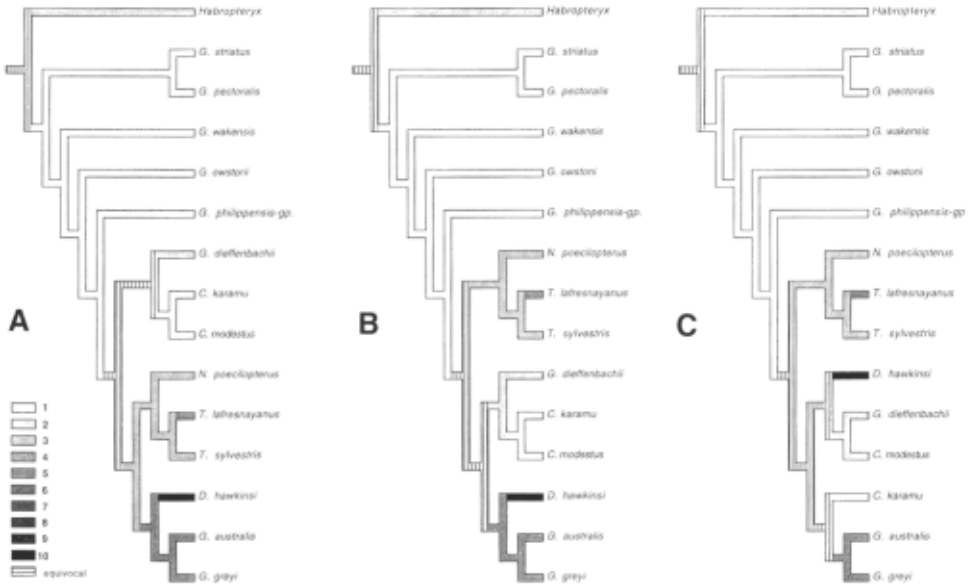 Habropteryx
G. striatus
G. pectoralis
G. wakensis
G. owstoni
G. philippensis-gp.
G. dieffenbachii
C. karamu
C. modestus
N. poecilopterus
T. lafresnayanus
T. sylvestris
D. hawkinsi
G. australis
G. greyi
A
1
2
3
4
5
6
7
8
9
10
equivocal
Habropteryx
G. striatus
G. pectoralis
G. wakensis
G. owstoni
G. philippensis-gp.
N. poecilopterus
T. lafresnayanus
T. sylvestris
G. dieffenbachii
C. karamu
C. modestus
D. hawkinsi
G. australis
G. greyi
B
Habropteryx
G. striatus
G. pectoralis
G. wakensis
G. owstoni
G. philippensis-gp
N. poecilopterus
T. lafresnayanus
T. sylvestris
D. hawkinsi
G. dieffenbachii
C. modestus
C. karamu
G. australis
G. greyi
C